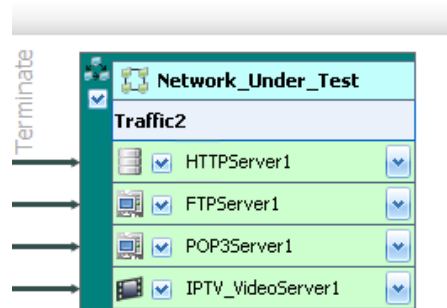 Terminate
Network_Under_Test
Traffic2
HTTPServer1
FTPServer1
POP3Server1
IPTV_VideoServer1